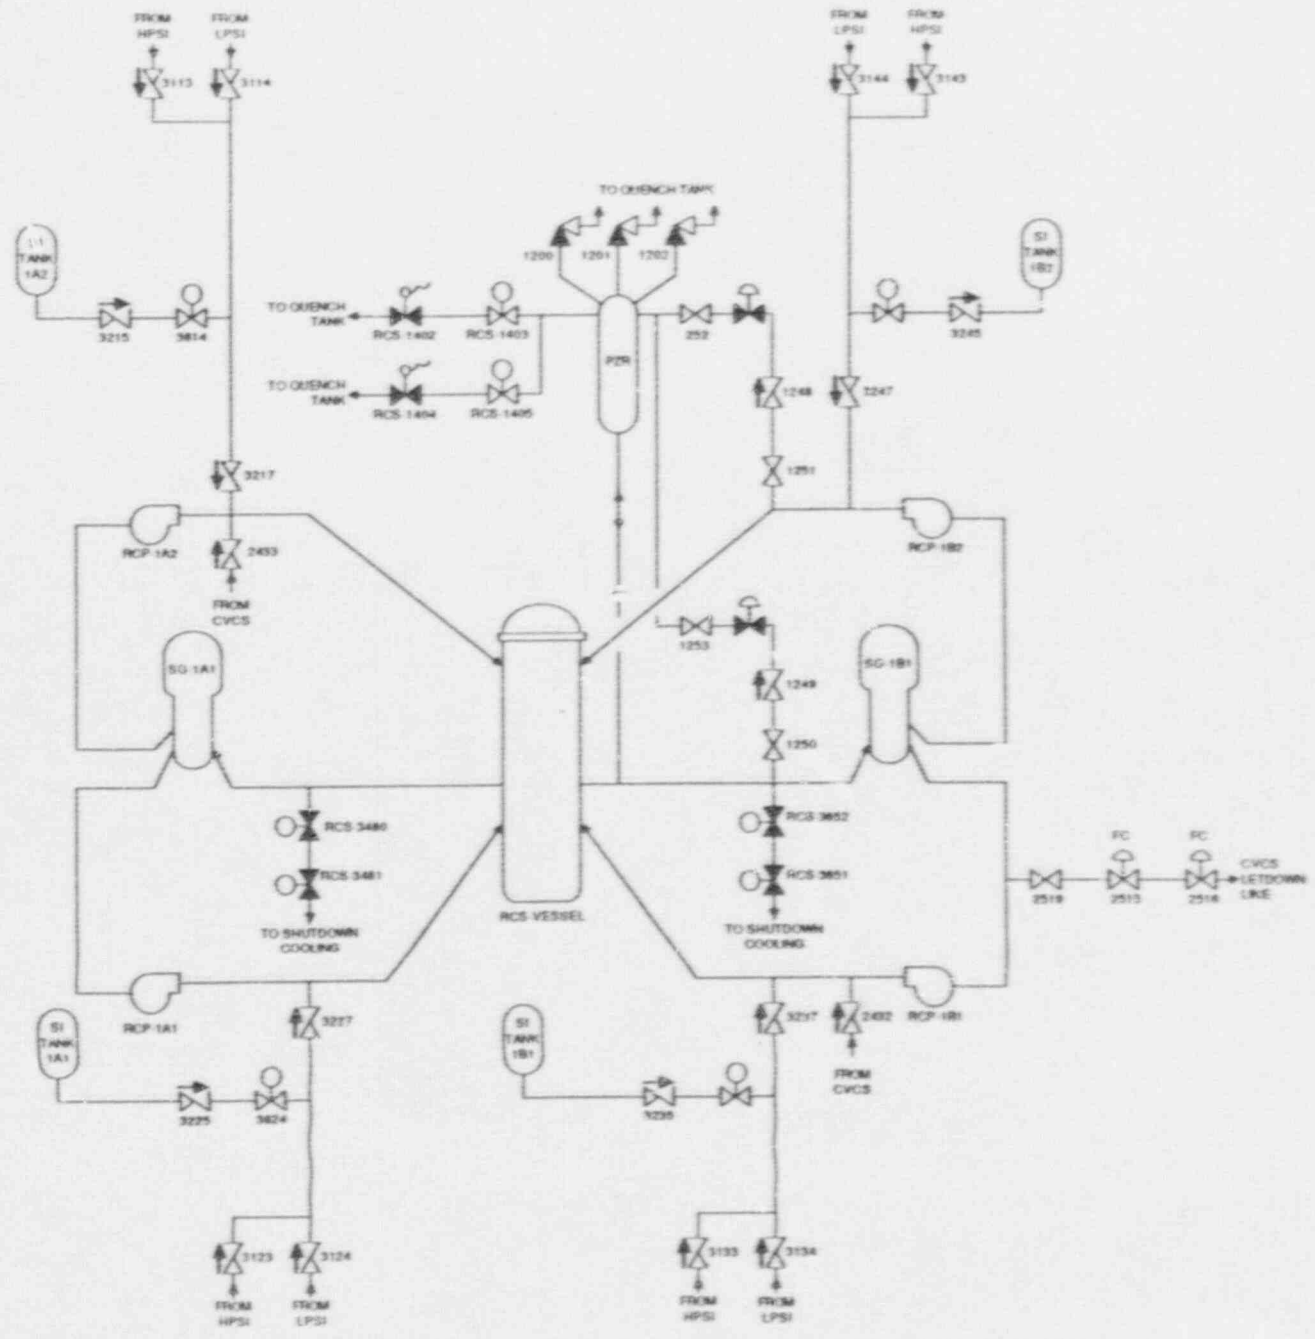 FROM
HPSI
FROM
LPSI
FROM
LPSI
FROM
HPSI
3113
3114
3144
3143
TO QUENCH TANK
1200
1201
1202
TANK
1A2
SI
TANK
1B2
3215
3614
TO QUENCH
TANK
RCS-1402
RCS-1403
PZR
252
3245
TO QUENCH
TANK
RCS-1404
RCS-1405
1248
3247
3217
1251
RCP-1A2
2433
RCP-1B2
FROM
CVCS
SG-1A1
1253
SG-1B1
1249
1250
RCS-3480
RCS-3652
RCS-3481
RCS-3651
FC
FC
CVCS
LETDOWN
LIKE
2519
2515
2516
RCS-VESSEL
TO SHUTDOWN
COOLING
TO SHUTDOWN
COOLING
RCP-1A1
RCP-1B1
SI
TANK
1A1
3227
SI
TANK
1B1
3237
2432
FROM
CVCS
3225
3624
3235
3123
3124
3133
3134
FROM
HPSI
FROM
LPSI
FROM
HPSI
FROM
LPSI